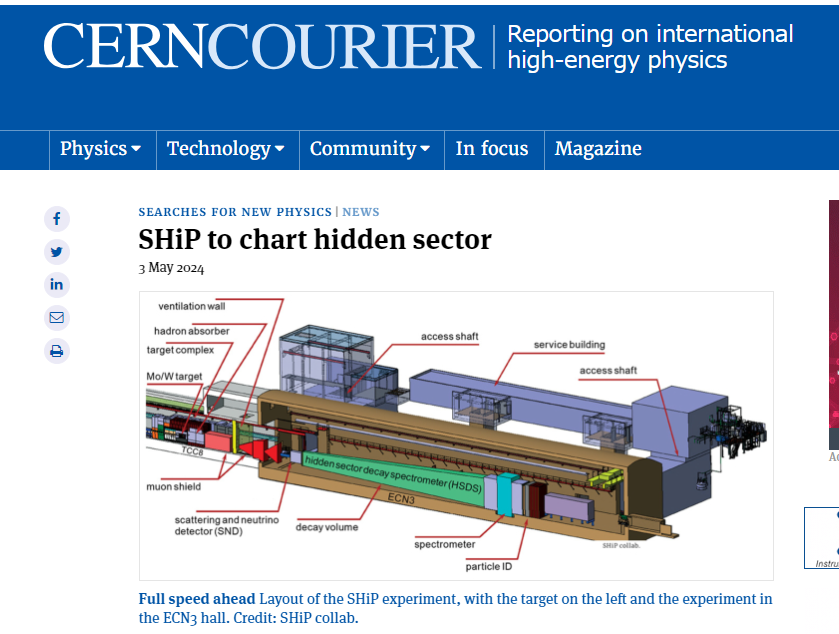 CERNCOURIER
Reporting on international
high-energy physics
Physics
Technology
Community
In focus
Magazine
SEARCHES FOR NEW PHYSICS | NEWS
SHiP to chart hidden sector
3 May 2024
ventilation wall
hadron absorber
target complex
Mo/W target
access shaft
service building
access shaft
TCC8
muon shield
hidden sector decay spectrometer (HSDS)
ECN3
scattering and neutrino
detector (SND)
decay volume
spectrometer
particle ID
SHiP collab.
Full speed ahead Layout of the SHiP experiment, with the target on the left and the experiment in
the ECN3 hall. Credit: SHiP collab.